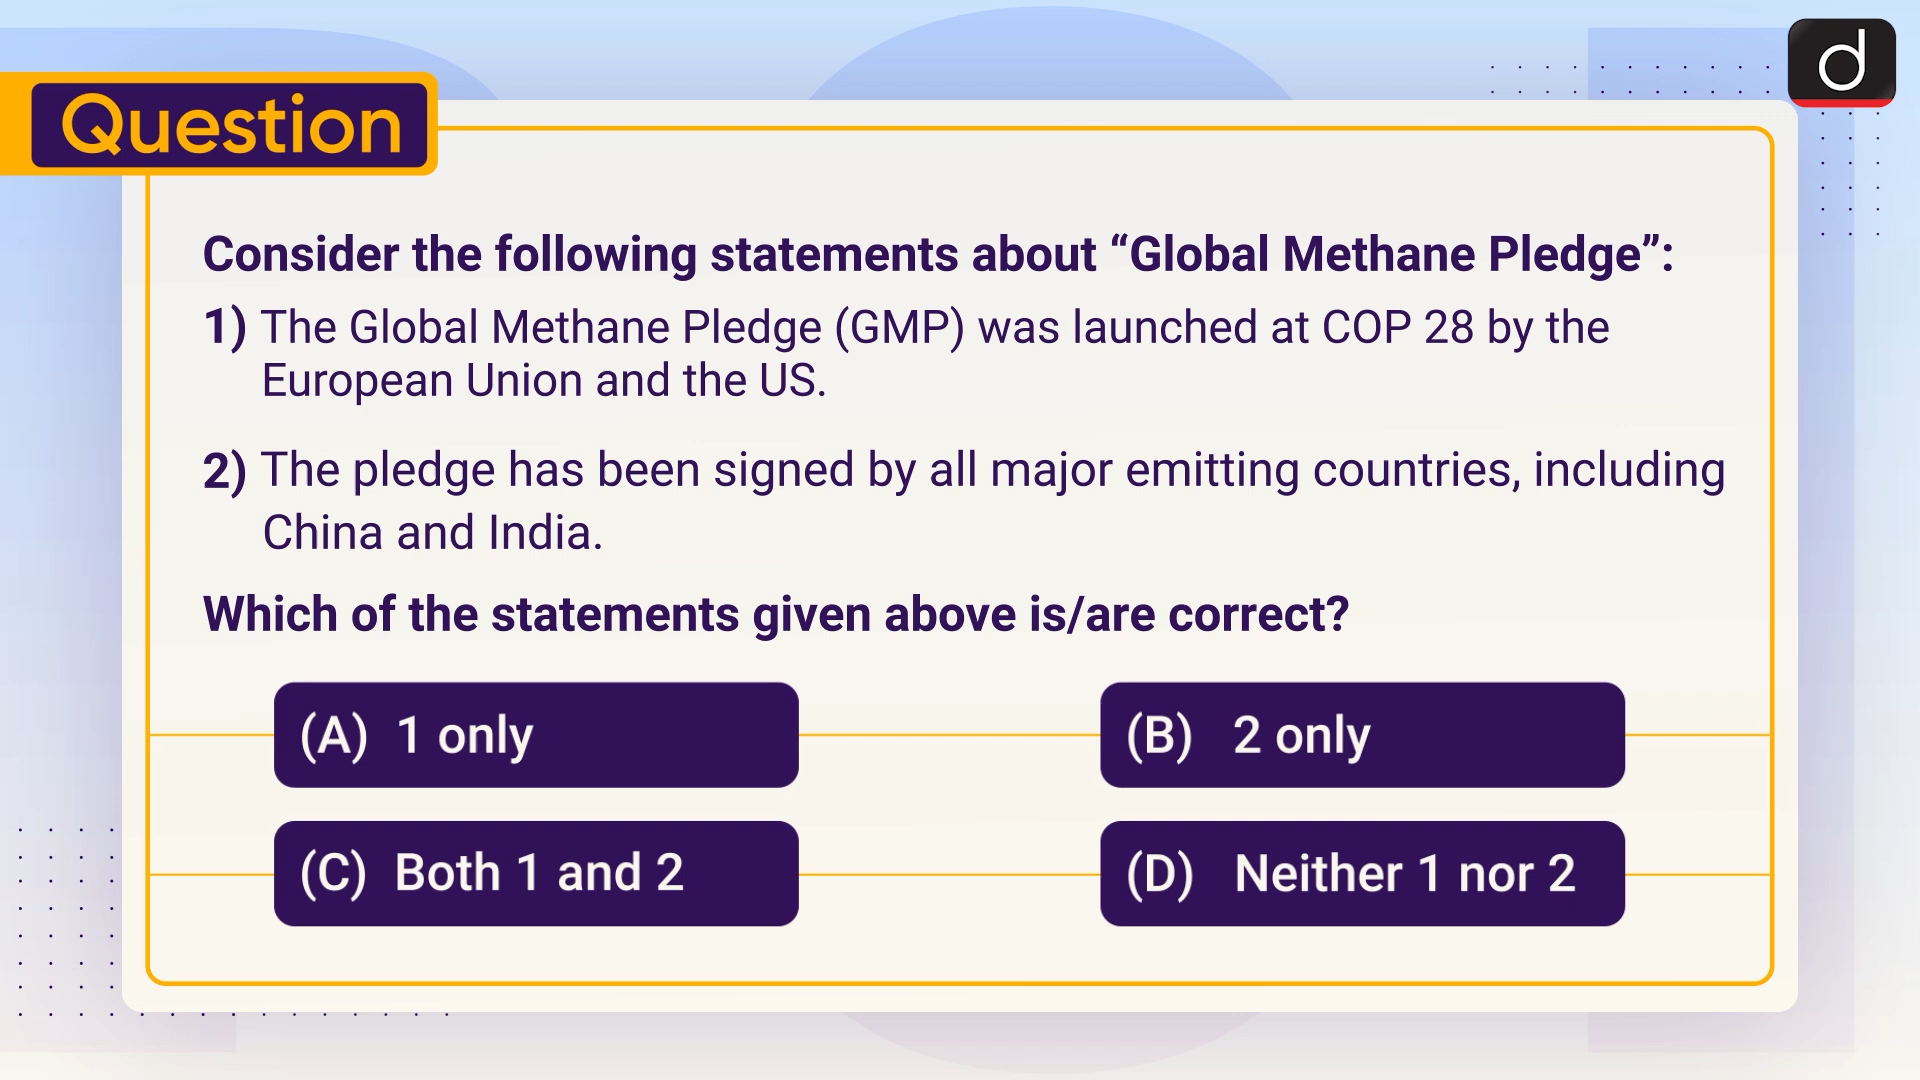 Question
Consider the following statements about “Global Methane Pledge”:
1) The Global Methane Pledge (GMP) was launched at COP 28 by the
European Union and the US.
2) The pledge has been signed by all major emitting countries, including
China and India.
Which of the statements given above is/are correct?
(A) 1 only
(B) 2 only
(C) Both 1 and 2
(D) Neither 1 nor 2
d